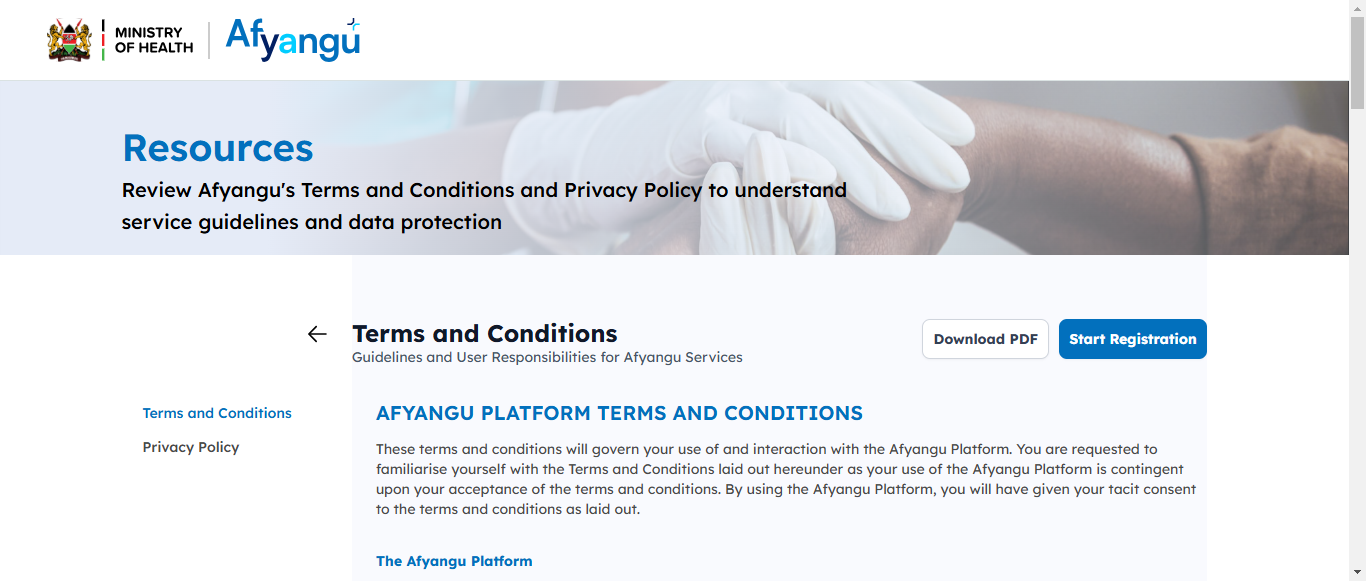 MINISTRY
OF HEALTH
Afyangu
Resources
Review Afyangu's Terms and Conditions and Privacy Policy to understand
service guidelines and data protection
Terms and Conditions
Guidelines and User Responsibilities for Afyangu Services
Download PDF
Start Registration
Terms and Conditions
Privacy Policy
AFYANGU PLATFORM TERMS AND CONDITIONS
These terms and conditions will govern your use of and interaction with the Afyangu Platform. You are requested to
familiarise yourself with the Terms and Conditions laid out hereunder as your use of the Afyangu Platform is contingent
upon your acceptance of the terms and conditions. By using the Afyangu Platform, you will have given your tacit consent
to the terms and conditions as laid out.
The Afyangu Platform